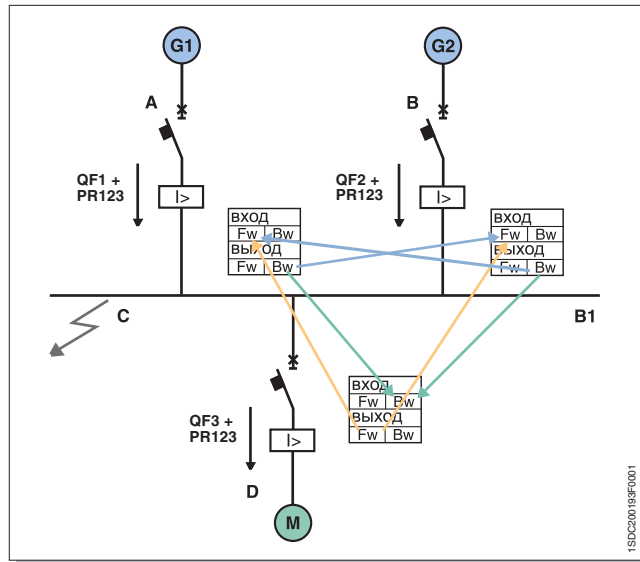 G1
G2
A
B
QF1 +
PR123
I>
QF2 +
PR123
I>
ВХОД
Fw Bw
ВЫХОД
Fw Bw
ВХОД
Fw Bw
ВЫХОД
Fw Bw
C
B1
ВХОД
Fw Bw
ВЫХОД
Fw Bw
QF3 +
PR123
I>
D
M
1SDC200193F0001